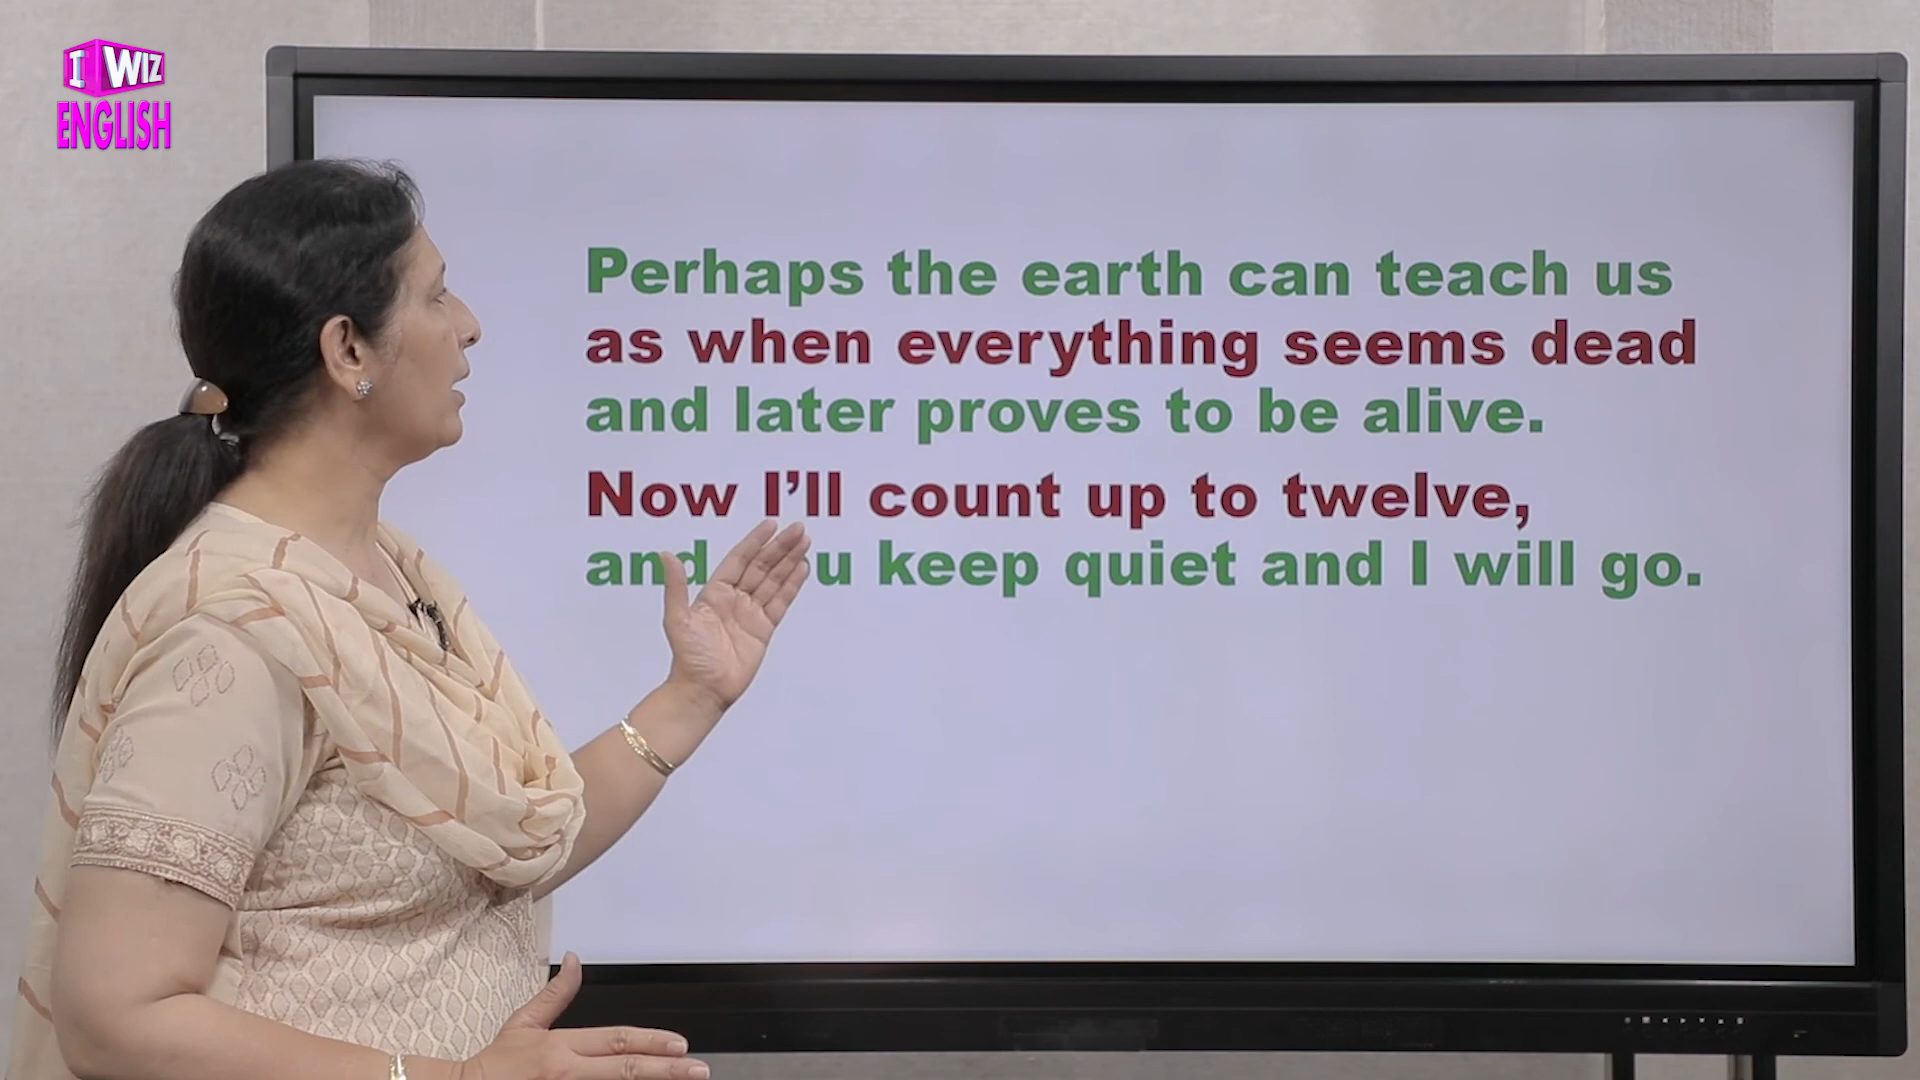 I WIZ
ENGLISH
Perhaps the earth can teach us
as when everything seems dead
and later proves to be alive.
Now I’ll count up to twelve,
and keep quiet and I will go.